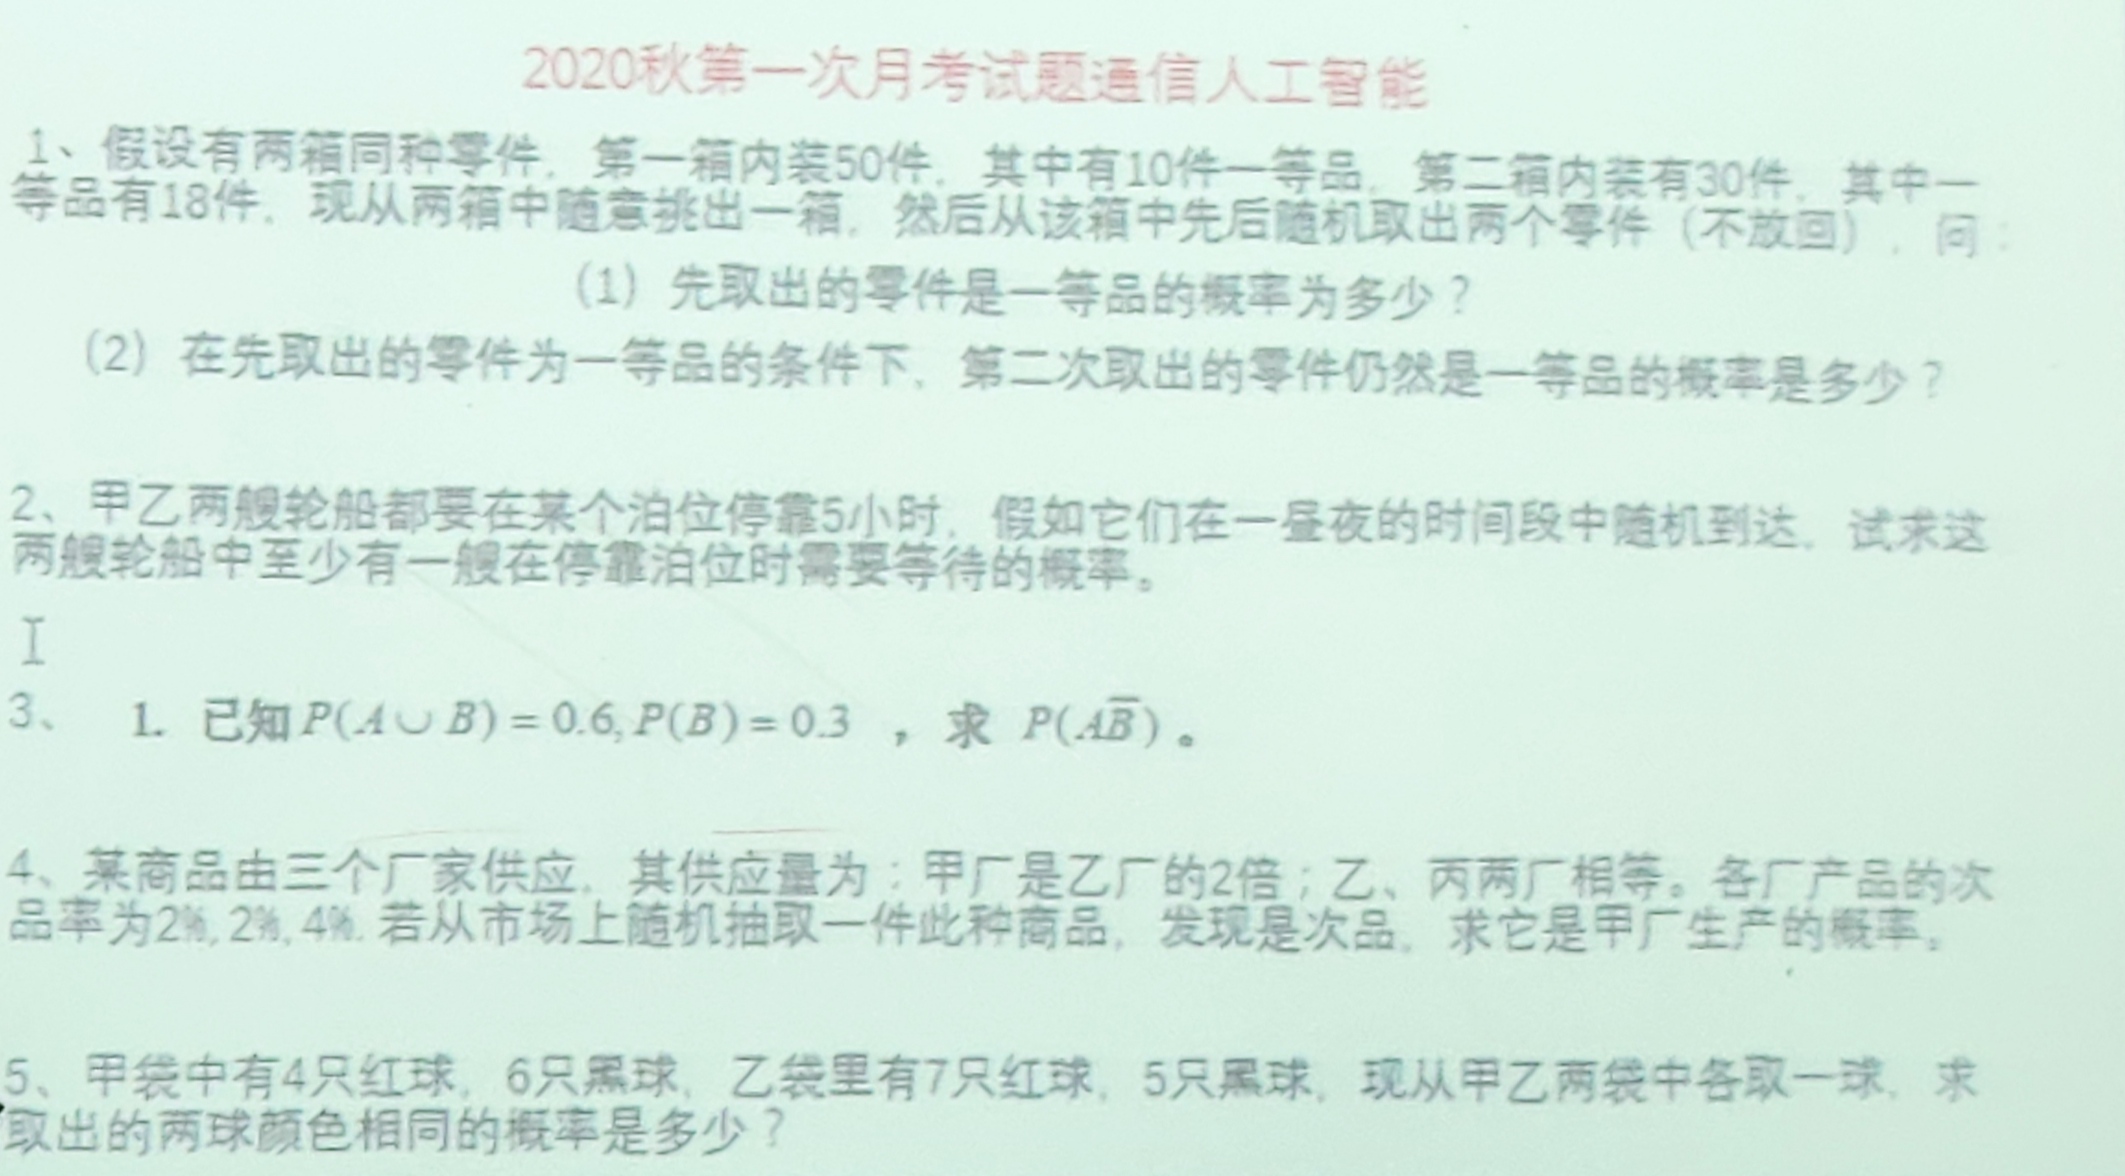 2020秋第一次月考试题通信人工智能
1、假设有两箱同种零件，第一箱内装50件，其中有10件一等品，第二箱内装有30件，其中一
等品有18件，现从两箱中随意挑出一箱，然后从该箱中先后随机取出两个零件（不放回），问：
（1）先取出的零件是一等品的概率为多少？
（2）在先取出的零件为一等品的条件下，第二次取出的零件仍然是一等品的概率是多少？
2、甲乙两艘轮船都要在某个泊位停靠5小时，假如它们在一昼夜的时间段中随机到达，试求这
两艘轮船中至少有一艘在停靠泊位时需要等待的概率。
3、 1. 已知P(A∪B)=0.6, P(B)=0.3 ，求 P(AB̅)。
4、某商品由三个厂家供应，其供应量为：甲厂是乙厂的2倍；乙、丙两厂相等。各厂产品的次
品率为2%, 2%, 4%. 若从市场上随机抽取一件此种商品，发现是次品，求它是甲厂生产的概率。
5、甲袋中有4只红球，6只黑球，乙袋里有7只红球，5只黑球，现从甲乙两袋中各取一球，求
取出的两球颜色相同的概率是多少？